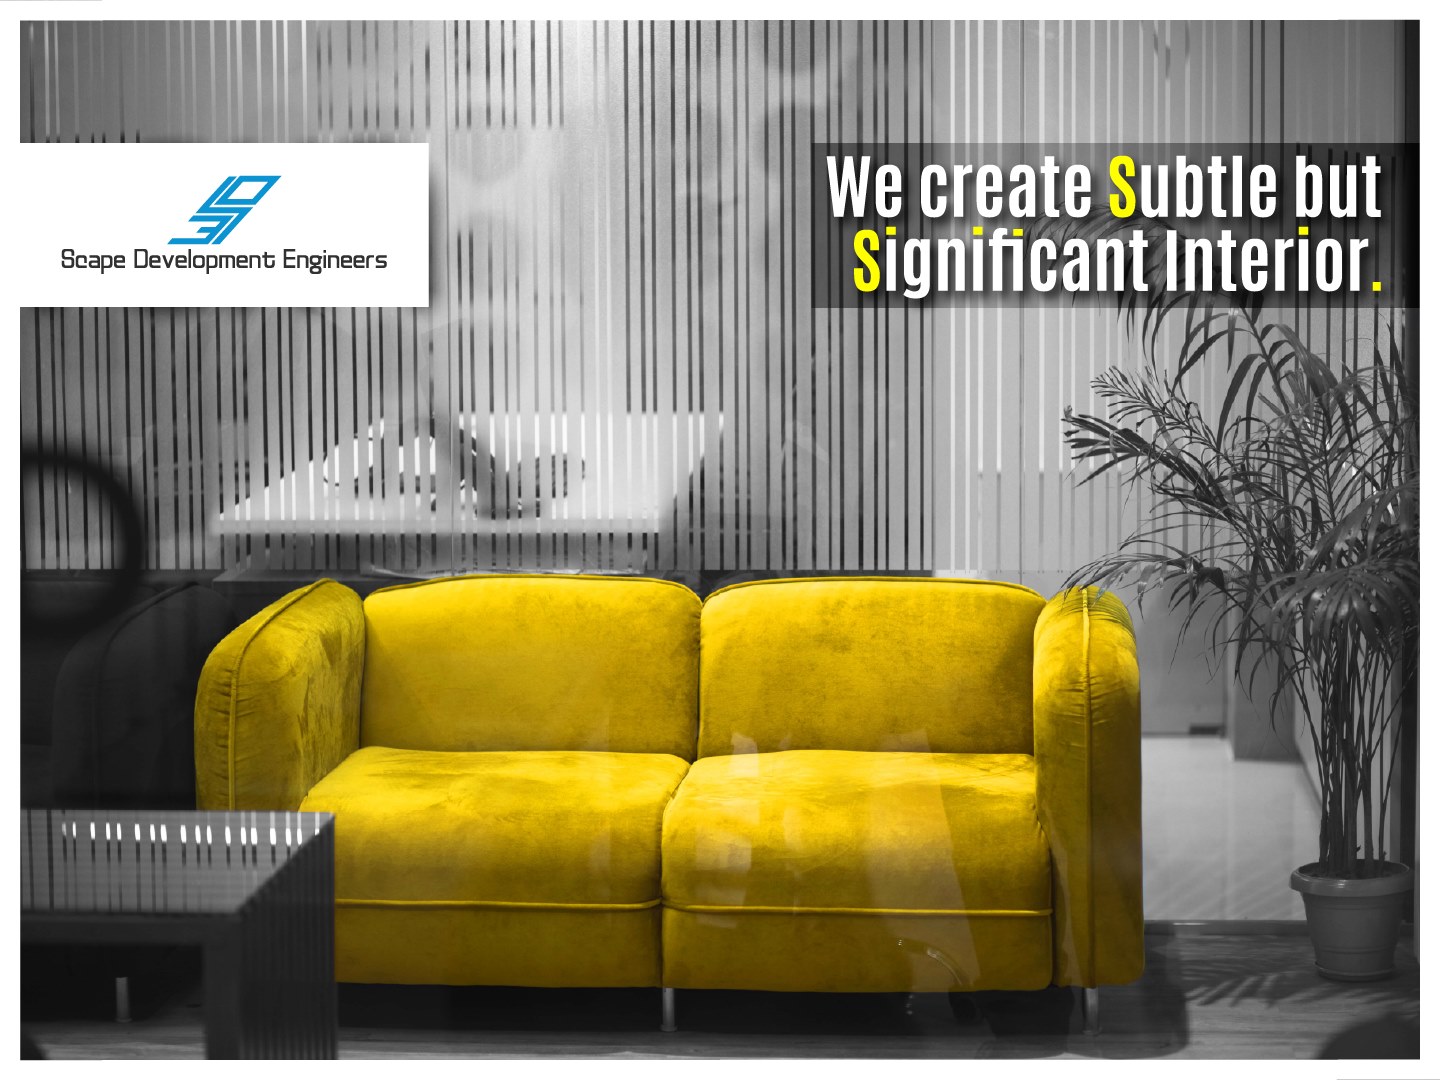 Scape Development Engineers
We create Subtle but
Significant Interior.